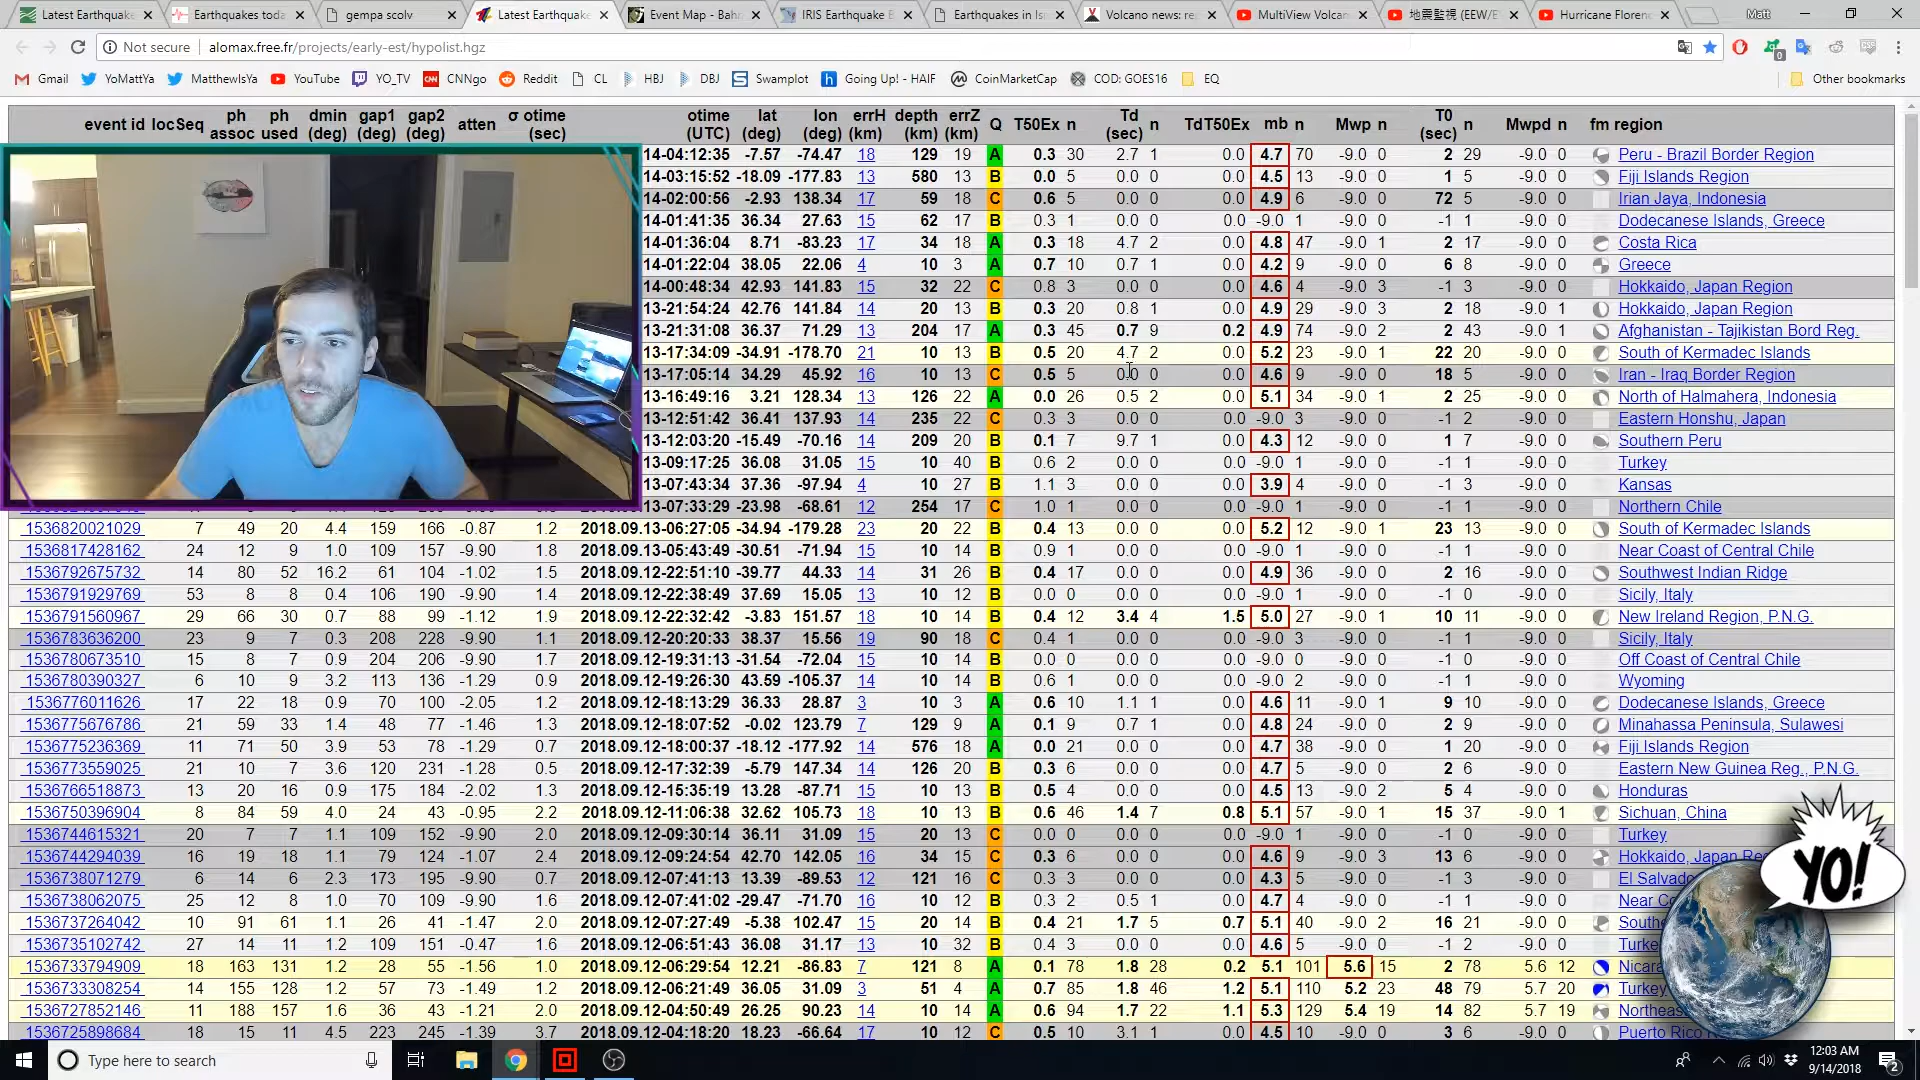 Latest Earthquake
Earthquakes toda
gempa scolv
Latest Earthquake
Event Map - Baha
IRIS Earthquake B
Earthquakes in Is
Volcano news: re
MultiView Volcan
地震監視 (EEW/E
Hurricane Floren
Matt
Not secure
alomax.free.fr/projects/early-est/hypolist.hgz
Gmail YoMattYa MatthewIsYa YouTube YO_TV CNNgo Reddit CL HBJ DBJ Swamplot Going Up! - HAIF CoinMarketCap COD: GOES16 EQ Other bookmarks
event id locSeq ph assoc ph used dmin (deg) gap1 (deg) gap2 (deg) atten σ otime (sec) otime (UTC) lat (deg) lon (deg) errH (km) depth (km) errZ (km) Q T50Ex n Td (sec) n TdT50Ex mb n Mwp n T0 (sec) n Mwpd n fm region
14-04:12:35 -7.57 -74.47 18 129 19 A 0.3 30 2.7 1 0.0 4.7 70 -9.0 0 2 29 -9.0 0 Peru - Brazil Border Region
14-03:15:52 -18.09 -177.83 13 580 13 B 0.0 5 0.0 0 0.0 4.5 13 -9.0 0 1 5 -9.0 0 Fiji Islands Region
14-02:00:56 -2.93 138.34 17 59 18 C 0.6 5 0.0 0 0.0 4.9 6 -9.0 0 72 5 -9.0 0 Irian Jaya, Indonesia
14-01:41:35 36.34 27.63 15 62 17 B 0.3 1 0.0 0 0.0 -9.0 1 -9.0 0 -1 1 -9.0 0 Dodecanese Islands, Greece
14-01:36:04 8.71 -83.23 17 34 18 A 0.3 18 4.7 2 0.0 4.8 47 -9.0 1 2 17 -9.0 0 Costa Rica
14-01:22:04 38.05 22.06 4 10 3 A 0.7 10 0.7 1 0.0 4.2 9 -9.0 0 6 8 -9.0 0 Greece
14-00:48:34 42.93 141.83 15 32 22 C 0.8 3 0.0 0 0.0 4.6 4 -9.0 3 -1 3 -9.0 0 Hokkaido, Japan Region
13-21:54:24 42.76 141.84 14 20 13 B 0.3 20 0.8 1 0.0 4.9 29 -9.0 3 2 18 -9.0 1 Hokkaido, Japan Region
13-21:31:08 36.37 71.29 13 204 17 A 0.3 45 0.7 9 0.2 4.9 74 -9.0 2 2 43 -9.0 1 Afghanistan - Tajikistan Bord Reg.
13-17:34:09 -34.91 -178.70 21 10 13 B 0.5 20 4.7 2 0.0 5.2 23 -9.0 1 22 20 -9.0 0 South of Kermadec Islands
13-17:05:14 34.29 45.92 16 10 13 C 0.5 5 0.0 0 0.0 4.6 9 -9.0 0 18 5 -9.0 0 Iran - Iraq Border Region
13-16:49:16 3.21 128.34 13 126 22 A 0.0 26 0.5 2 0.0 5.1 34 -9.0 1 2 25 -9.0 0 North of Halmahera, Indonesia
13-12:51:42 36.41 137.93 14 235 22 C 0.3 3 0.0 0 0.0 -9.0 3 -9.0 0 -1 2 -9.0 0 Eastern Honshu, Japan
13-12:03:20 -15.49 -70.16 14 209 20 B 0.1 7 9.7 1 0.0 4.3 12 -9.0 0 1 7 -9.0 0 Southern Peru
13-09:17:25 36.08 31.05 15 10 40 B 0.6 2 0.0 0 0.0 -9.0 1 -9.0 0 -1 1 -9.0 0 Turkey
13-07:43:34 37.36 -97.94 4 10 27 B 1.1 3 0.0 0 0.0 3.9 4 -9.0 0 -1 3 -9.0 0 Kansas
13-07:33:29 -23.98 -68.61 12 254 17 C 1.0 1 0.0 0 0.0 -9.0 1 -9.0 0 -1 1 -9.0 0 Northern Chile
1536820021029 7 49 20 4.4 159 166 -0.87 1.2 2018.09.13-06:27:05 -34.94 -179.28 23 20 22 B 0.4 13 0.0 0 0.0 5.2 12 -9.0 1 23 13 -9.0 0 South of Kermadec Islands
1536817428162 24 12 9 1.0 109 157 -9.90 1.8 2018.09.13-05:43:49 -30.51 -71.94 15 10 14 B 0.9 1 0.0 0 0.0 -9.0 1 -9.0 0 -1 1 -9.0 0 Near Coast of Central Chile
1536792675732 14 80 52 16.2 61 104 -1.02 1.5 2018.09.12-22:51:10 -39.77 44.33 14 31 26 B 0.4 17 0.0 0 0.0 4.9 36 -9.0 0 2 16 -9.0 0 Southwest Indian Ridge
1536791929769 53 8 8 0.4 106 190 -9.90 1.4 2018.09.12-22:38:49 37.69 15.05 13 10 12 B 0.0 0 0.0 0 0.0 -9.0 1 -9.0 0 -1 0 -9.0 0 Sicily, Italy
1536791560967 29 66 30 0.7 88 99 -1.12 1.9 2018.09.12-22:32:42 -3.83 151.57 18 10 14 B 0.4 12 3.4 4 1.5 5.0 27 -9.0 1 10 11 -9.0 0 New Ireland Region, P.N.G.
1536783636200 23 9 7 0.3 208 228 -9.90 1.1 2018.09.12-20:20:33 38.37 15.56 19 90 18 C 0.4 1 0.0 0 0.0 -9.0 3 -9.0 0 -1 1 -9.0 0 Sicily, Italy
1536780673510 15 8 7 0.9 204 206 -9.90 1.7 2018.09.12-19:31:13 -31.54 -72.04 15 10 14 B 0.0 0 0.0 0 0.0 -9.0 0 -9.0 0 -1 0 -9.0 0 Off Coast of Central Chile
1536780390327 6 10 9 3.2 113 136 -1.29 0.9 2018.09.12-19:26:30 43.59 -105.37 14 10 14 B 0.6 1 0.0 0 0.0 -9.0 2 -9.0 0 -1 1 -9.0 0 Wyoming
1536776011626 17 22 18 0.9 70 100 -2.05 1.2 2018.09.12-18:13:29 36.33 28.87 3 10 3 A 0.6 10 1.1 1 0.0 4.6 11 -9.0 1 9 10 -9.0 0 Dodecanese Islands, Greece
1536775676786 21 59 33 1.4 48 77 -1.46 1.3 2018.09.12-18:07:52 -0.02 123.79 7 129 9 A 0.1 9 0.7 1 0.0 4.8 24 -9.0 0 2 9 -9.0 0 Minahassa Peninsula, Sulawesi
1536775236369 11 71 50 3.9 53 78 -1.29 0.7 2018.09.12-18:00:37 -18.12 -177.92 14 576 18 A 0.0 21 0.0 0 0.0 4.7 38 -9.0 0 1 20 -9.0 0 Fiji Islands Region
1536773559025 21 10 7 3.6 120 231 -1.28 0.5 2018.09.12-17:32:39 -5.79 147.34 14 126 20 B 0.3 6 0.0 0 0.0 4.7 5 -9.0 0 2 6 -9.0 0 Eastern New Guinea Reg., P.N.G.
1536766518873 13 20 16 0.9 175 184 -2.02 1.3 2018.09.12-15:35:19 13.28 -87.71 15 10 13 B 0.5 4 0.0 0 0.0 4.5 13 -9.0 2 5 4 -9.0 0 Honduras
1536750396904 8 84 59 4.0 24 43 -0.95 2.2 2018.09.12-11:06:38 32.62 105.73 18 10 13 B 0.6 46 1.4 7 0.8 5.1 57 -9.0 1 15 37 -9.0 1 Sichuan, China
1536744615321 20 7 7 1.1 109 152 -9.90 2.0 2018.09.12-09:30:14 36.11 31.09 15 20 13 C 0.0 0 0.0 0 0.0 -9.0 1 -9.0 0 -1 0 -9.0 0 Turkey
1536744294039 16 19 18 1.1 79 124 -1.07 2.4 2018.09.12-09:24:54 42.70 142.05 16 34 15 C 0.3 6 0.0 0 0.0 4.6 9 -9.0 3 13 6 -9.0 0 Hokkaido, Japan Re
1536738071279 6 14 6 2.3 173 195 -9.90 0.7 2018.09.12-07:41:13 13.39 -89.53 12 121 16 C 0.3 3 0.0 0 0.0 4.3 5 -9.0 0 -1 3 -9.0 0 El Salvado
1536738062075 25 12 8 1.0 70 109 -9.90 1.6 2018.09.12-07:41:02 -29.47 -71.70 16 10 12 B 0.3 2 0.5 1 0.0 4.7 4 -9.0 0 -1 1 -9.0 0 Near Co
1536737264042 10 91 61 1.1 26 41 -1.47 2.0 2018.09.12-07:27:49 -5.38 102.47 15 20 14 B 0.4 21 1.7 5 0.7 5.1 40 -9.0 2 16 21 -9.0 0 Southe
1536735102742 27 14 11 1.2 109 151 -0.47 1.6 2018.09.12-06:51:43 36.08 31.17 13 10 32 B 0.4 3 0.0 0 0.0 4.6 5 -9.0 0 -1 2 -9.0 0 Turke
1536733794909 18 163 131 1.2 28 55 -1.56 1.0 2018.09.12-06:29:54 12.21 -86.83 7 121 8 A 0.1 78 1.8 28 0.2 5.1 101 5.6 15 2 78 5.6 12 Nicara
1536733308254 14 155 128 1.2 57 73 -1.49 1.2 2018.09.12-06:21:49 36.05 31.09 3 51 4 A 0.7 85 1.8 46 1.2 5.1 110 5.2 23 48 79 5.7 20 Turkey
1536727852146 11 188 157 1.6 36 43 -1.21 2.0 2018.09.12-04:50:49 26.25 90.23 14 10 14 A 0.6 94 1.7 22 1.1 5.3 129 5.4 19 14 82 5.7 19 Northeas
1536725898684 18 15 11 4.5 223 245 -1.39 3.7 2018.09.12-04:18:20 18.23 -66.64 17 10 12 C 0.5 10 3.1 1 0.0 4.5 10 -9.0 0 3 6 -9.0 0 Puerto Rico R
YO!
Type here to search
12:03 AM
9/14/2018
2